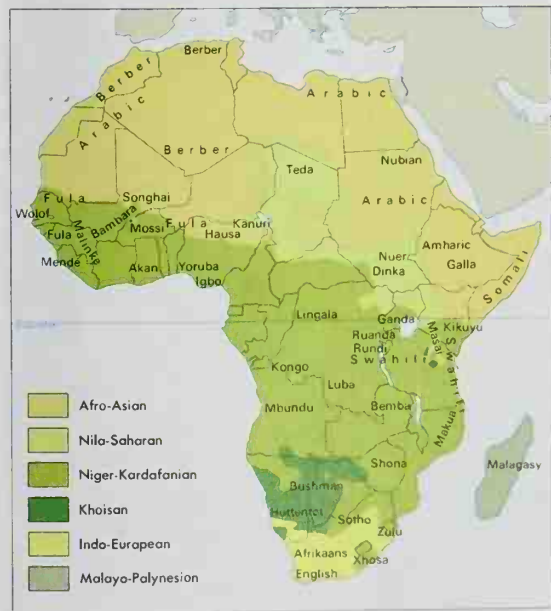 Berber
Berber
Arabic
Arabic
Berber
Teda
Nubian
Arabic
Fula
Songhai
Wolof
Bambara
Malinke
Fula
Mossi
Fula
Hausa
Kanuri
Amharic
Galla
Somali
Nuer
Dinka
Mende
Akan
Yoruba
Igbo
Lingala
Ganda
Kikuyu
Masai
Ruanda
Rundi
Swahili
Swahili
Kongo
Luba
Mbundu
Bemba
Makua
Shona
Malagasy
Bushman
Hottentot
Sotho
Zulu
Afrikaans
Xhosa
English
Afro-Asian
Nila-Saharan
Niger-Kardafanian
Khoisan
Indo-European
Malayo-Palynesion